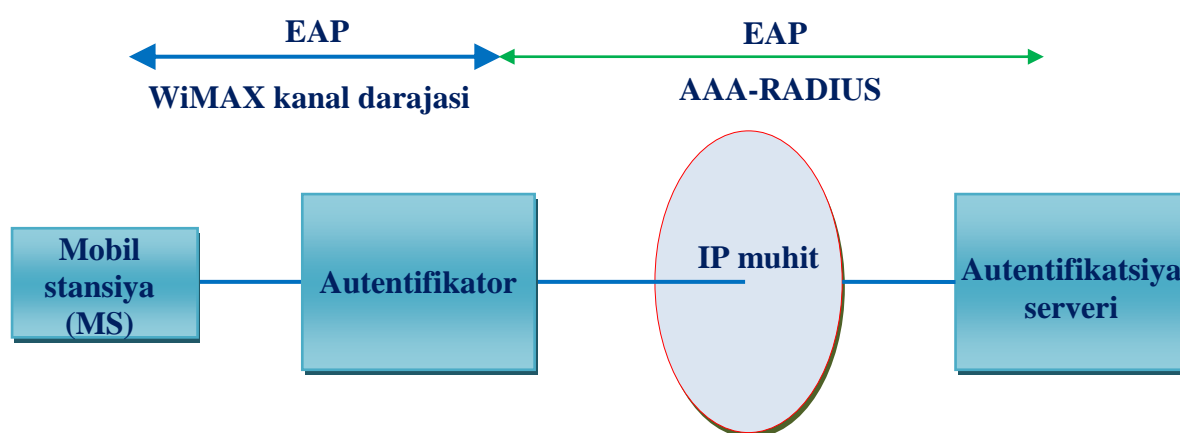 EAP
EAP
WiMAX kanal darajasi
AAA-RADIUS
Mobil
stansiya
(MS)
Autentifikator
IP muhit
Autentifikatsiya
serveri